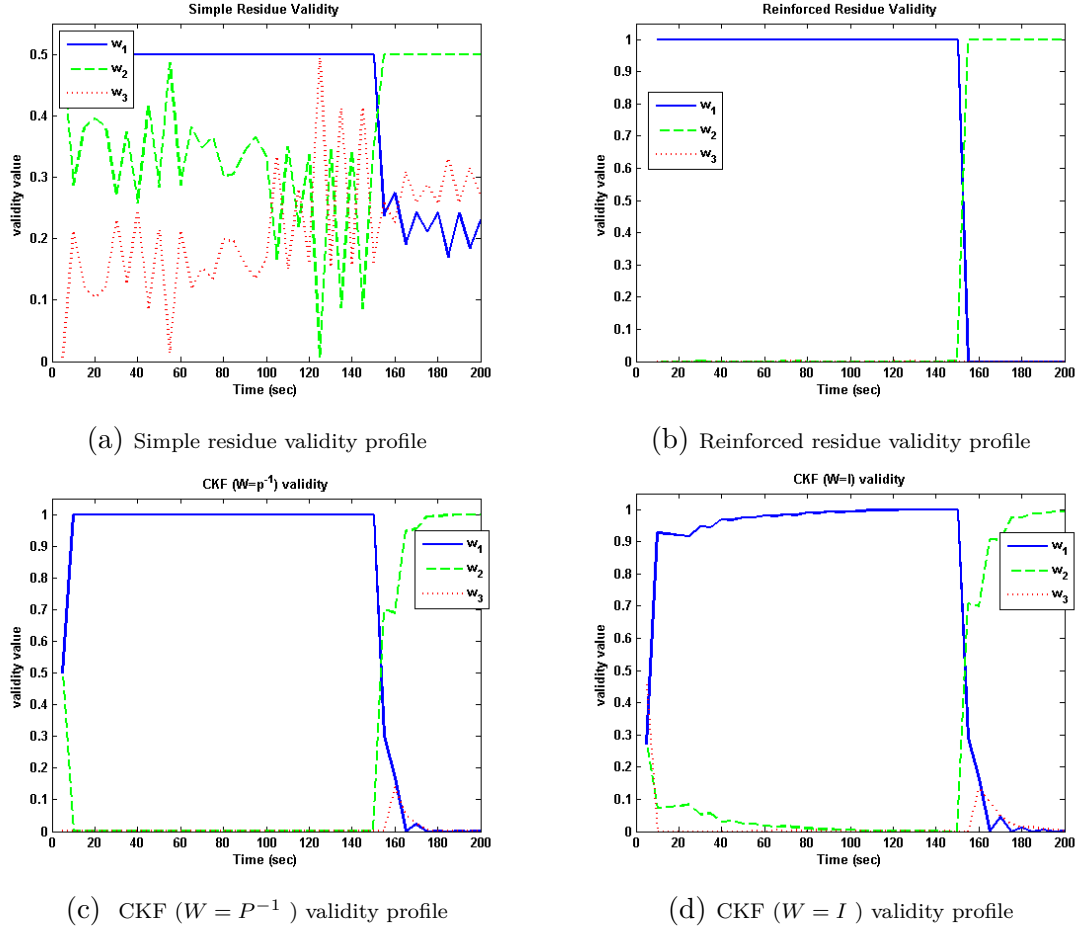 Simple Residue Validity
w1
w2
w3
validity value
0.5
0.4
0.3
0.2
0.1
0
0 20 40 60 80 100 120 140 160 180 200
Time (sec)
(a) Simple residue validity profile
Reinforced Residue Validity
w1
w2
w3
validity value
1
0.9
0.8
0.7
0.6
0.5
0.4
0.3
0.2
0.1
0
0 20 40 60 80 100 120 140 160 180 200
Time (sec)
(b) Reinforced residue validity profile
CKF (W=p-1) validity
w1
w2
w3
validity value
1
0.9
0.8
0.7
0.6
0.5
0.4
0.3
0.2
0.1
0
0 20 40 60 80 100 120 140 160 180 200
Time (sec)
(c) CKF (W = P−1 ) validity profile
CKF (W=I) validity
w1
w2
w3
validity value
1
0.9
0.8
0.7
0.6
0.5
0.4
0.3
0.2
0.1
0
0 20 40 60 80 100 120 140 160 180 200
Time (sec)
(d) CKF (W = I ) validity profile